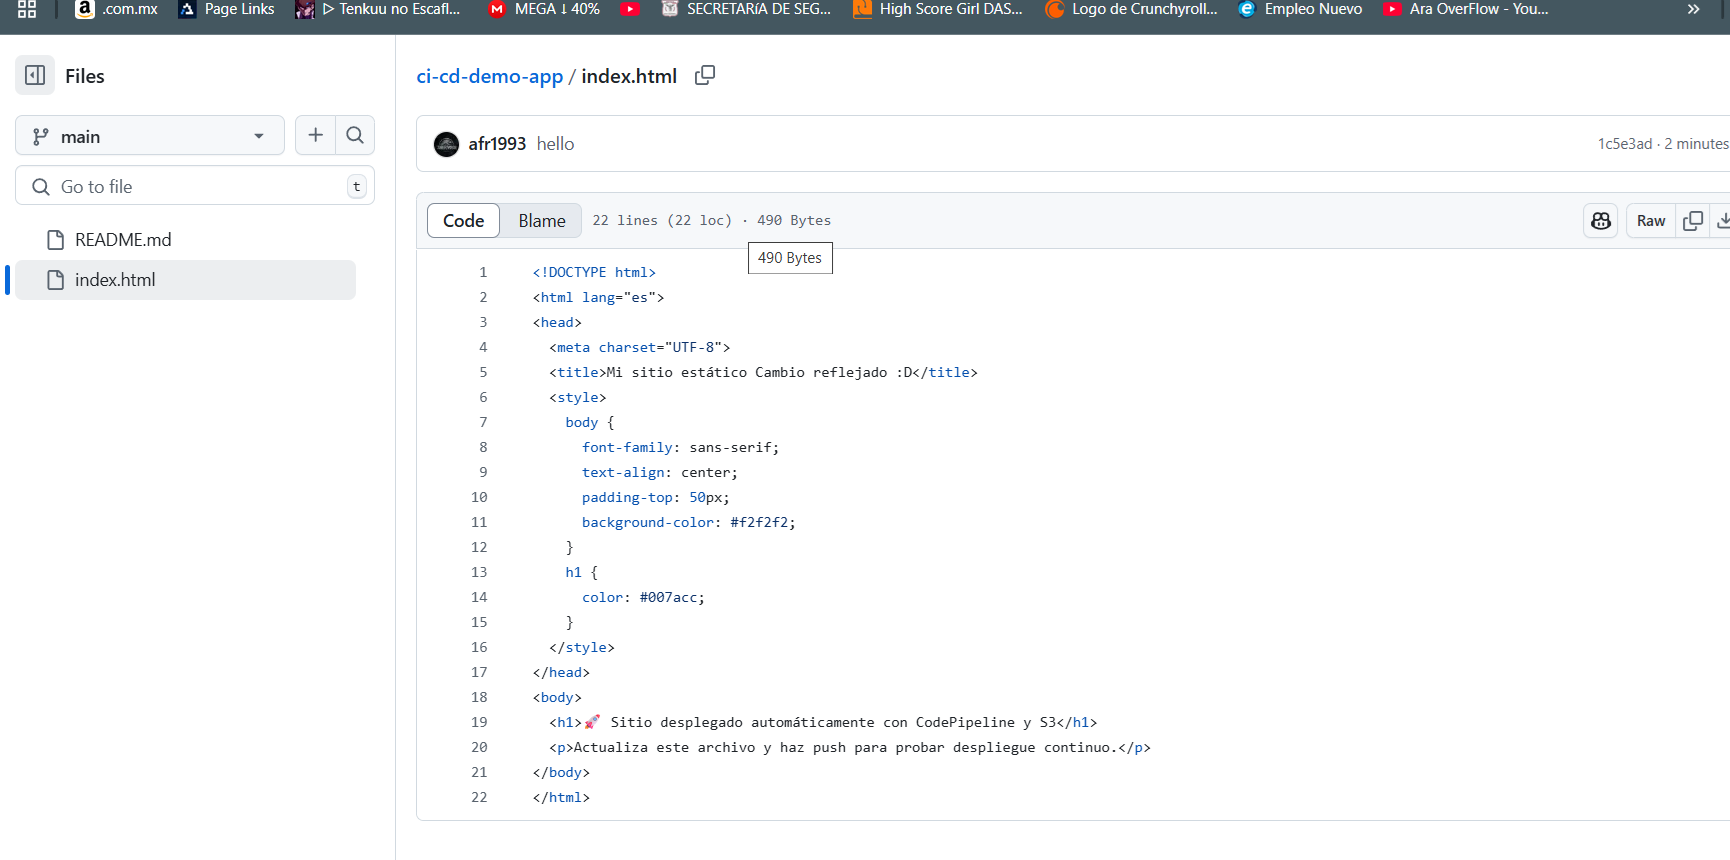 .com.mx
Page Links
▷ Tenkuu no Escafl...
MEGA ⇃40%
SECRETARíA DE SEG...
High Score Girl DAS...
Logo de Crunchyroll...
Empleo Nuevo
Ara OverFlow - You...
Files
main
Go to file
t
README.md
index.html
ci-cd-demo-app / index.html
afr1993 hello
1c5e3ad · 2 minutes
Code Blame 22 lines (22 loc) · 490 Bytes
Raw
490 Bytes
1 <!DOCTYPE html>
2 <html lang="es">
3 <head>
4 <meta charset="UTF-8">
5 <title>Mi sitio estático Cambio reflejado :D</title>
6 <style>
7 body {
8 font-family: sans-serif;
9 text-align: center;
10 padding-top: 50px;
11 background-color: #f2f2f2;
12 }
13 h1 {
14 color: #007acc;
15 }
16 </style>
17 </head>
18 <body>
19 <h1>🚀 Sitio desplegado automáticamente con CodePipeline y S3</h1>
20 <p>Actualiza este archivo y haz push para probar despliegue continuo.</p>
21 </body>
22 </html>